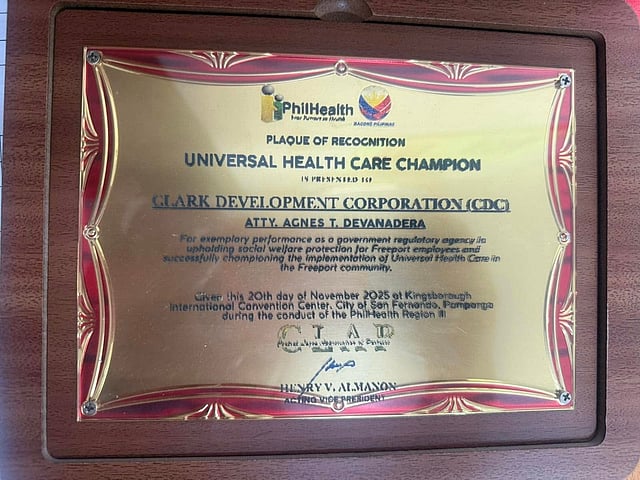 PhilHealth
Your Partner in Health
BAGONG PILIPINAS
PLAQUE OF RECOGNITION
UNIVERSAL HEALTH CARE CHAMPION
IS PRESENTED TO
CLARK DEVELOPMENT CORPORATION (CDC)
ATTY. AGNES T. DEVANADERA
For exemplary performance as a government regulatory agency in
upholding social welfare protection for Freeport employees and
successfully championing the implementation of Universal Health Care in
the Freeport community.
Given this 20th day of November 2025 at Kingsborough
International Convention Center, City of San Fernando, Pampanga
during the conduct of the PhilHealth Region III
CLAP
HENRY V. ALMANON
ACTING VICE PRESIDENT